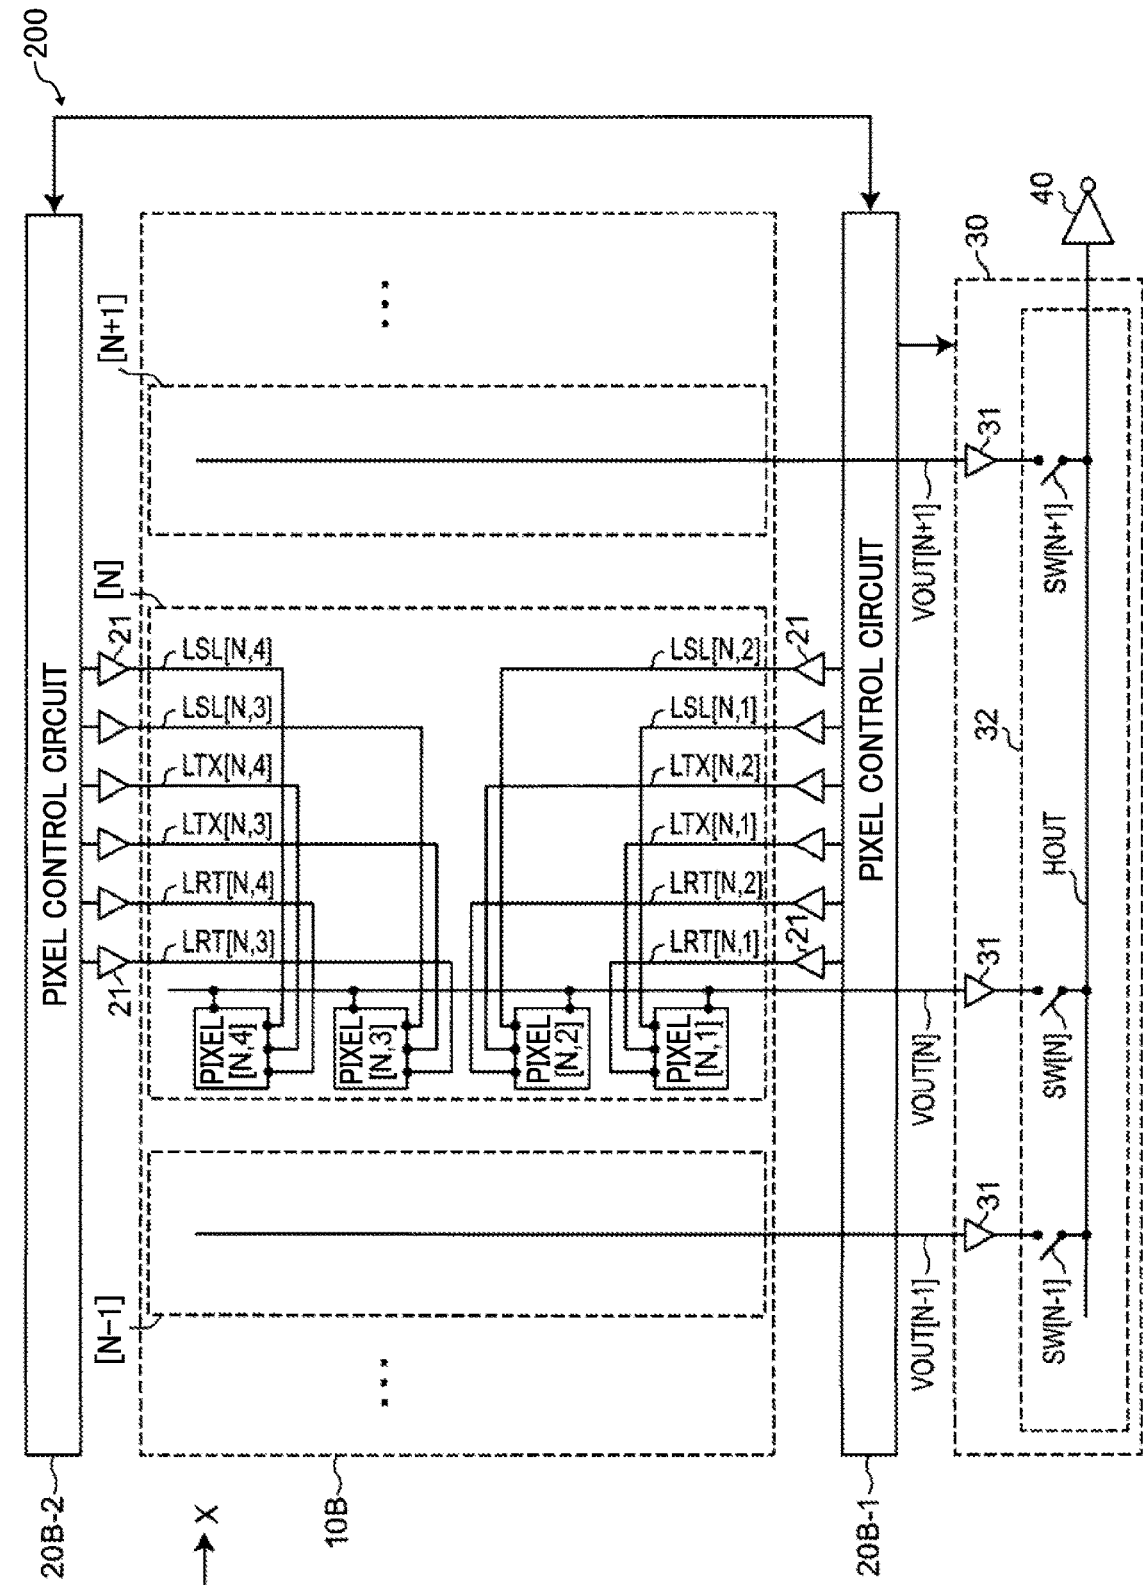 200
20B-2
PIXEL CONTROL CIRCUIT
[N-1]
[N]
[N+1]
21
21
LRT[N,3]
LRT[N,4]
LTX[N,3]
LTX[N,4]
LSL[N,3]
LSL[N,4]
PIXEL
[N,4]
PIXEL
[N,3]
PIXEL
[N,2]
PIXEL
[N,1]
LRT[N,1]
LRT[N,2]
LTX[N,1]
LTX[N,2]
LSL[N,1]
LSL[N,2]
21
21
10B
X
20B-1
PIXEL CONTROL CIRCUIT
VOUT[N-1]
VOUT[N]
VOUT[N+1]
30
31
31
31
32
SW[N-1]
SW[N]
SW[N+1]
HOUT
40